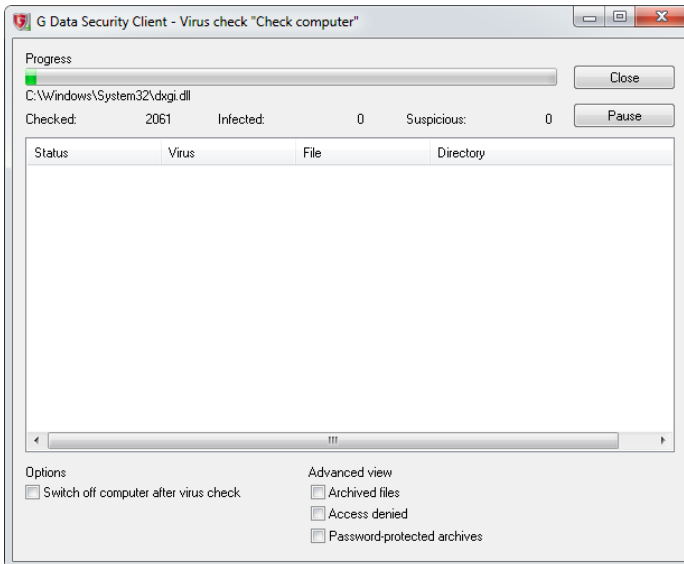 G Data Security Client - Virus check "Check computer"
Progress
Close
C:\Windows\System32\dxgi.dll
Checked: 2061 Infected: 0 Suspicious: 0
Pause
Status Virus File Directory
Options Advanced view
Switch off computer after virus check Archived files
Access denied
Password-protected archives